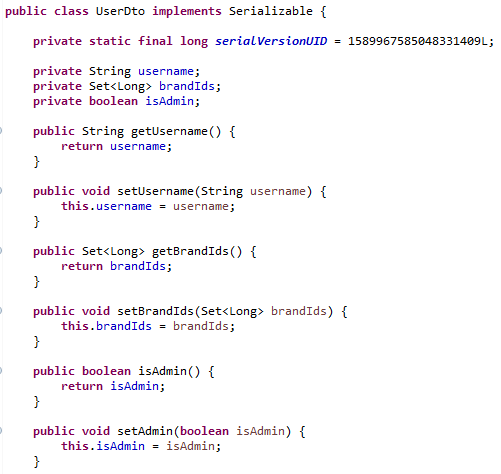 public class UserDto implements Serializable {
private static final long serialVersionUID = 1589967585048331409L;
private String username;
private Set<Long> brandIds;
private boolean isAdmin;
public String getUsername() {
return username;
}
public void setUsername(String username) {
this.username = username;
}
public Set<Long> getBrandIds() {
return brandIds;
}
public void setBrandIds(Set<Long> brandIds) {
this.brandIds = brandIds;
}
public boolean isAdmin() {
return isAdmin;
}
public void setAdmin(boolean isAdmin) {
this.isAdmin = isAdmin;
}